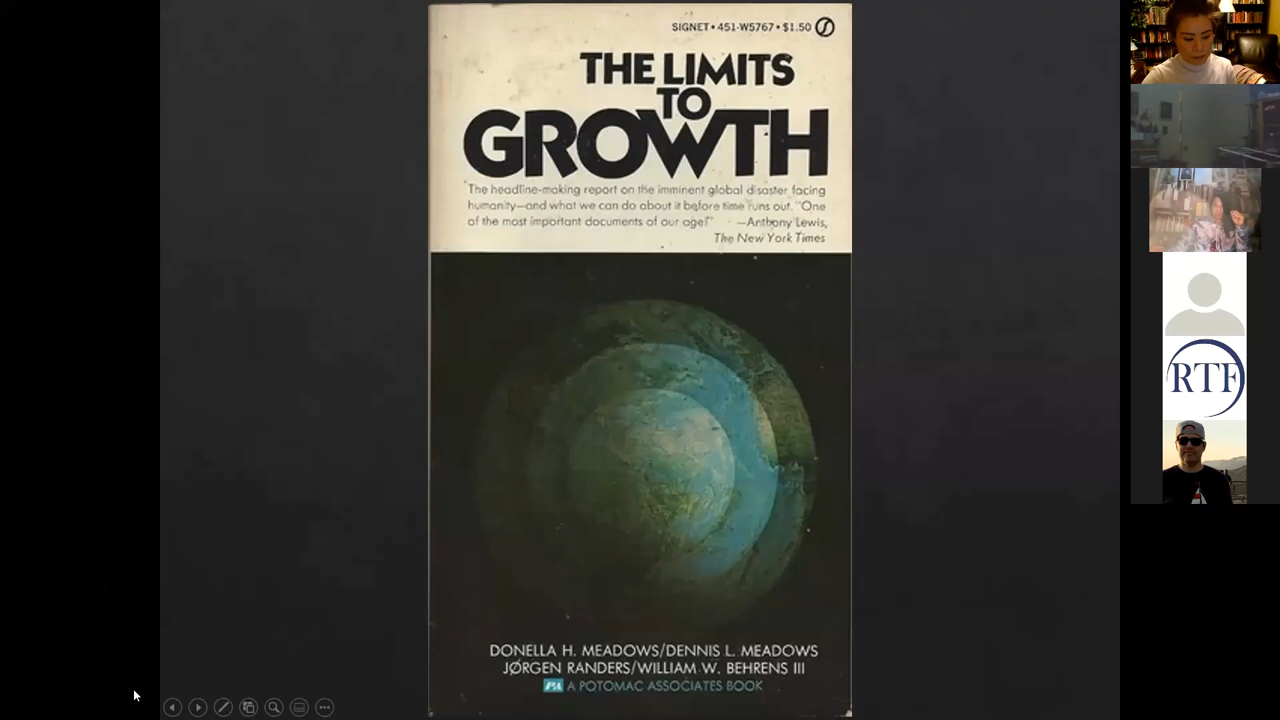 SIGNET • 451-W5767 • $1.50
THE LIMITS
TO
GROWTH
"The headline-making report on the imminent global disaster facing
humanity—and what we can do about it before time runs out. "One
of the most important documents of our age!" —Anthony Lewis,
The New York Times
DONELLA H. MEADOWS/DENNIS L. MEADOWS
JØRGEN RANDERS/WILLIAM W. BEHRENS III
PA A POTOMAC ASSOCIATES BOOK
RTF